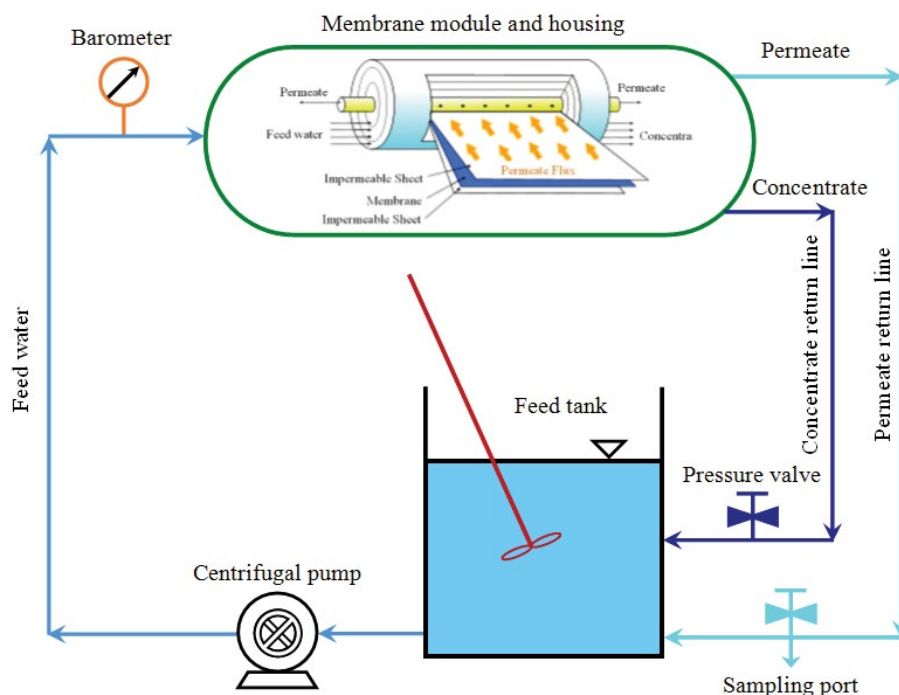 Membrane module and housing
Barometer
Permeate
Permeate
Permeate
Feed water
Concentra
Permeate Flux
Impermeable Sheet
Membrane
Impermeable Sheet
Concentrate
Feed water
Concentrate return line
Permeate return line
Feed tank
Pressure valve
Centrifugal pump
Sampling port